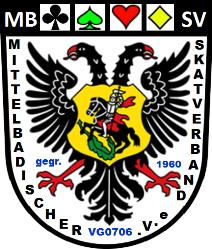 MB SV
MITTELBADISCHER
SKATVERBAND e.V.
gegr. 1960
VG0706